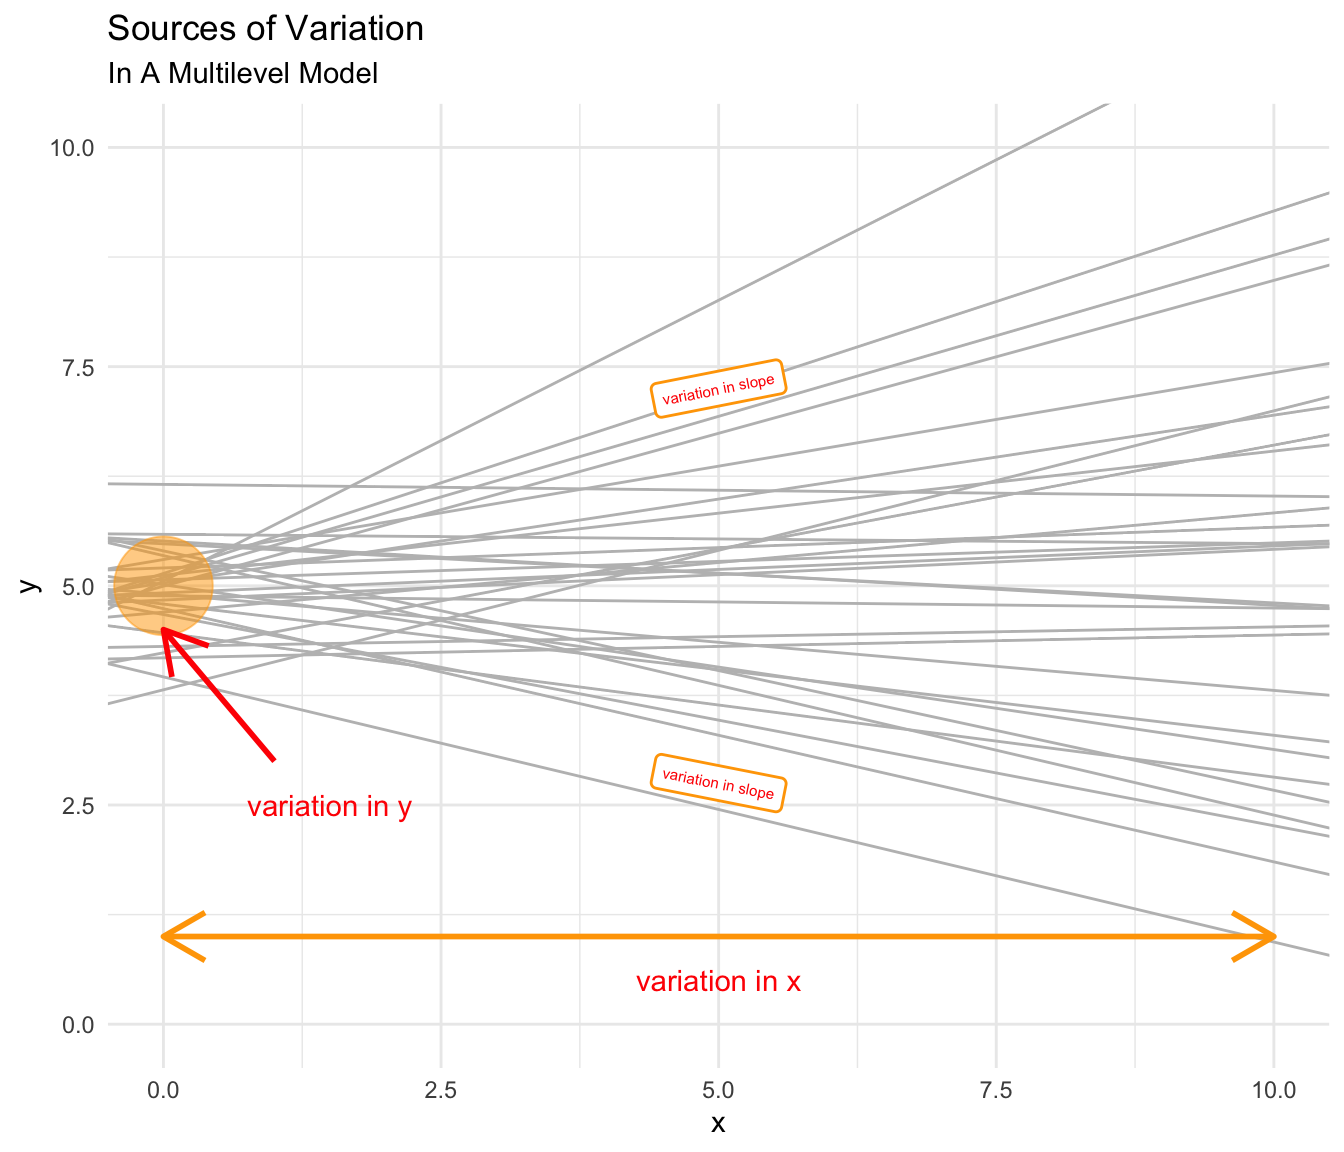 Sources of Variation
In A Multilevel Model
10.0
7.5
5.0
2.5
0.0
y
variation in slope
variation in slope
variation in y
variation in x
0.0 2.5 5.0 7.5 10.0
x